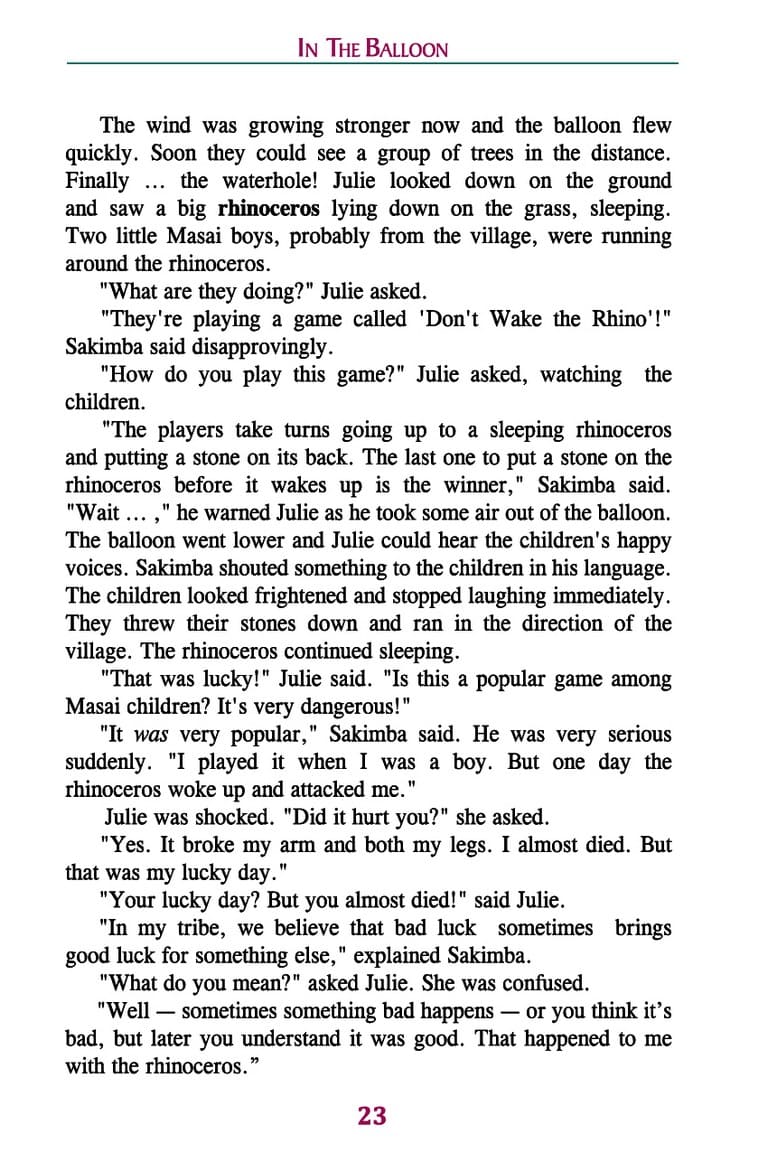 IN THE BALLOON
The wind was growing stronger now and the balloon flew
quickly. Soon they could see a group of trees in the distance.
Finally ... the waterhole! Julie looked down on the ground
and saw a big rhinoceros lying down on the grass, sleeping.
Two little Masai boys, probably from the village, were running
around the rhinoceros.
"What are they doing?" Julie asked.
"They're playing a game called 'Don't Wake the Rhino'!"
Sakimba said disapprovingly.
"How do you play this game?" Julie asked, watching the
children.
"The players take turns going up to a sleeping rhinoceros
and putting a stone on its back. The last one to put a stone on the
rhinoceros before it wakes up is the winner," Sakimba said.
"Wait ... ," he warned Julie as he took some air out of the balloon.
The balloon went lower and Julie could hear the children's happy
voices. Sakimba shouted something to the children in his language.
The children looked frightened and stopped laughing immediately.
They threw their stones down and ran in the direction of the
village. The rhinoceros continued sleeping.
"That was lucky!" Julie said. "Is this a popular game among
Masai children? It's very dangerous!"
"It was very popular," Sakimba said. He was very serious
suddenly. "I played it when I was a boy. But one day the
rhinoceros woke up and attacked me."
Julie was shocked. "Did it hurt you?" she asked.
"Yes. It broke my arm and both my legs. I almost died. But
that was my lucky day."
"Your lucky day? But you almost died!" said Julie.
"In my tribe, we believe that bad luck sometimes brings
good luck for something else," explained Sakimba.
"What do you mean?" asked Julie. She was confused.
"Well — sometimes something bad happens — or you think it’s
bad, but later you understand it was good. That happened to me
with the rhinoceros.”
23